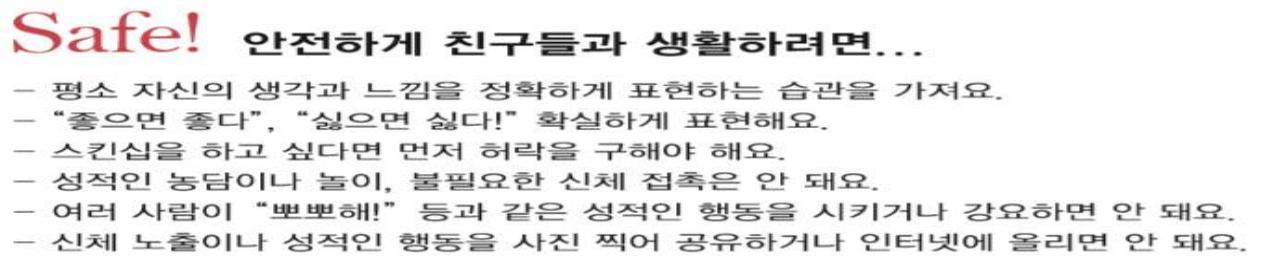 Safe! 안전하게 친구들과 생활하려면...
– 평소 자신의 생각과 느낌을 정확하게 표현하는 습관을 가져요.
– “좋으면 좋다”, “싫으면 싫다!” 확실하게 표현해요.
– 스킨십을 하고 싶다면 먼저 허락을 구해야 해요.
– 성적인 농담이나 놀이, 불필요한 신체 접촉은 안 돼요.
– 여러 사람이 “뽀뽀해!” 등과 같은 성적인 행동을 시키거나 강요하면 안 돼요.
– 신체 노출이나 성적인 행동을 사진 찍어 공유하거나 인터넷에 올리면 안 돼요.